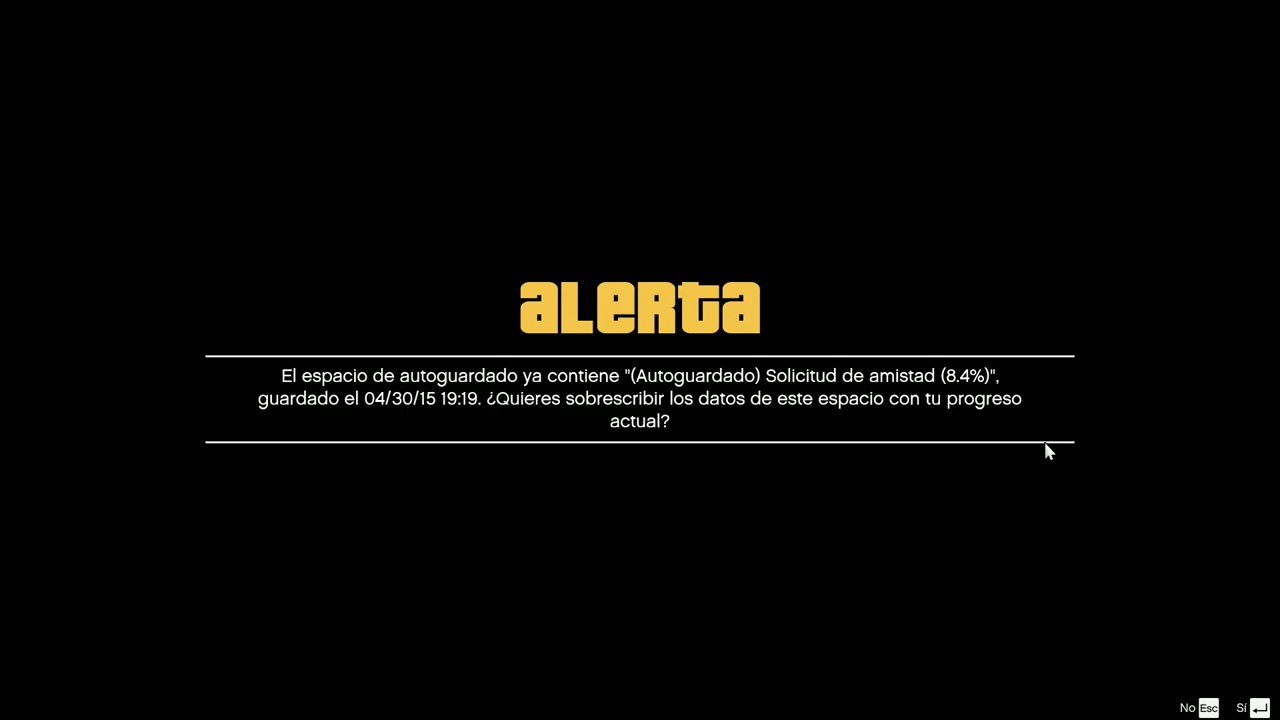 alerta
El espacio de autoguardado ya contiene "(Autoguardado) Solicitud de amistad (8.4%)",
guardado el 04/30/15 19:19. ¿Quieres sobrescribir los datos de este espacio con tu progreso
actual?
No Esc Sí